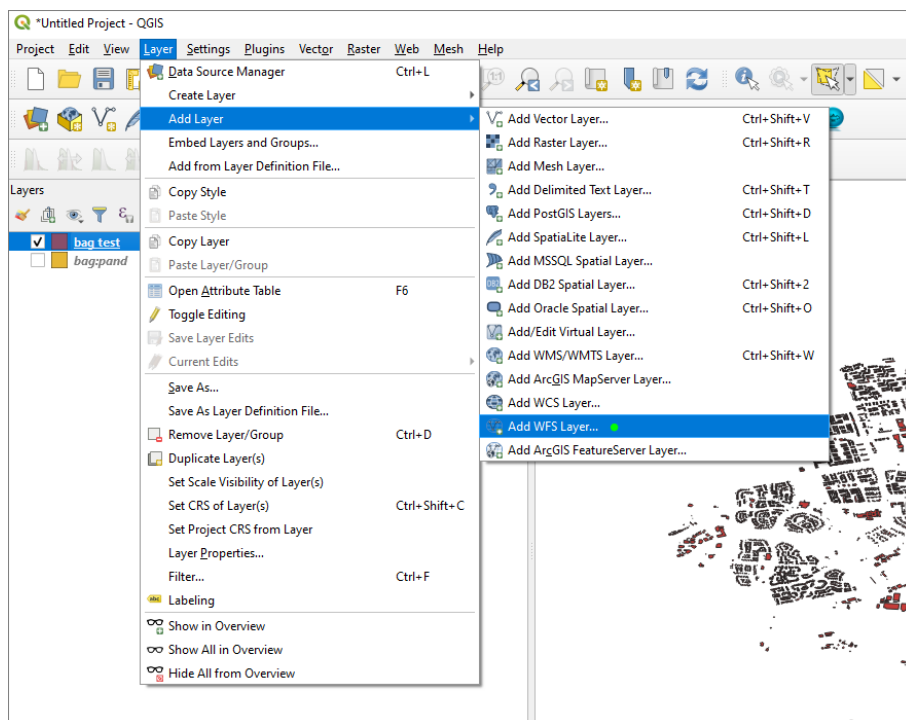 *Untitled Project - QGIS
Project Edit View Layer Settings Plugins Vector Raster Web Mesh Help
Data Source Manager Ctrl+L
Create Layer
Add Layer
Embed Layers and Groups...
Add from Layer Definition File...
Copy Style
Paste Style
Copy Layer
Paste Layer/Group
Open Attribute Table F6
Toggle Editing
Save Layer Edits
Current Edits
Save As...
Save As Layer Definition File...
Remove Layer/Group Ctrl+D
Duplicate Layer(s)
Set Scale Visibility of Layer(s)
Set CRS of Layer(s) Ctrl+Shift+C
Set Project CRS from Layer
Layer Properties...
Filter... Ctrl+F
abc Labeling
Show in Overview
Show All in Overview
Hide All from Overview
Add Vector Layer... Ctrl+Shift+V
Add Raster Layer... Ctrl+Shift+R
Add Mesh Layer...
Add Delimited Text Layer... Ctrl+Shift+T
Add PostGIS Layers... Ctrl+Shift+D
Add SpatiaLite Layer... Ctrl+Shift+L
Add MSSQL Spatial Layer...
Add DB2 Spatial Layer... Ctrl+Shift+2
Add Oracle Spatial Layer... Ctrl+Shift+O
Add/Edit Virtual Layer...
Add WMS/WMTS Layer... Ctrl+Shift+W
Add ArcGIS MapServer Layer...
Add WCS Layer...
Add WFS Layer...
Add ArcGIS FeatureServer Layer...
Layers
bag test
bag:pand